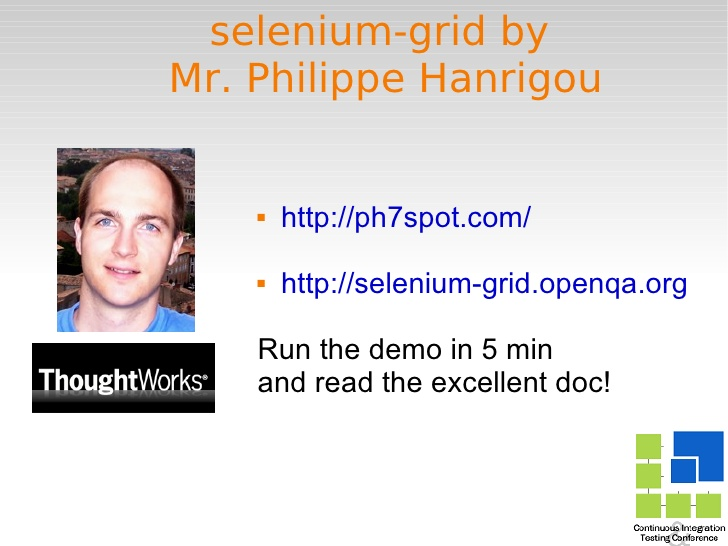 selenium-grid by
Mr. Philippe Hanrigou
http://ph7spot.com/
http://selenium-grid.openqa.org
Run the demo in 5 min
and read the excellent doc!
ThoughtWorks®
Continuous Integration
Testing Conference